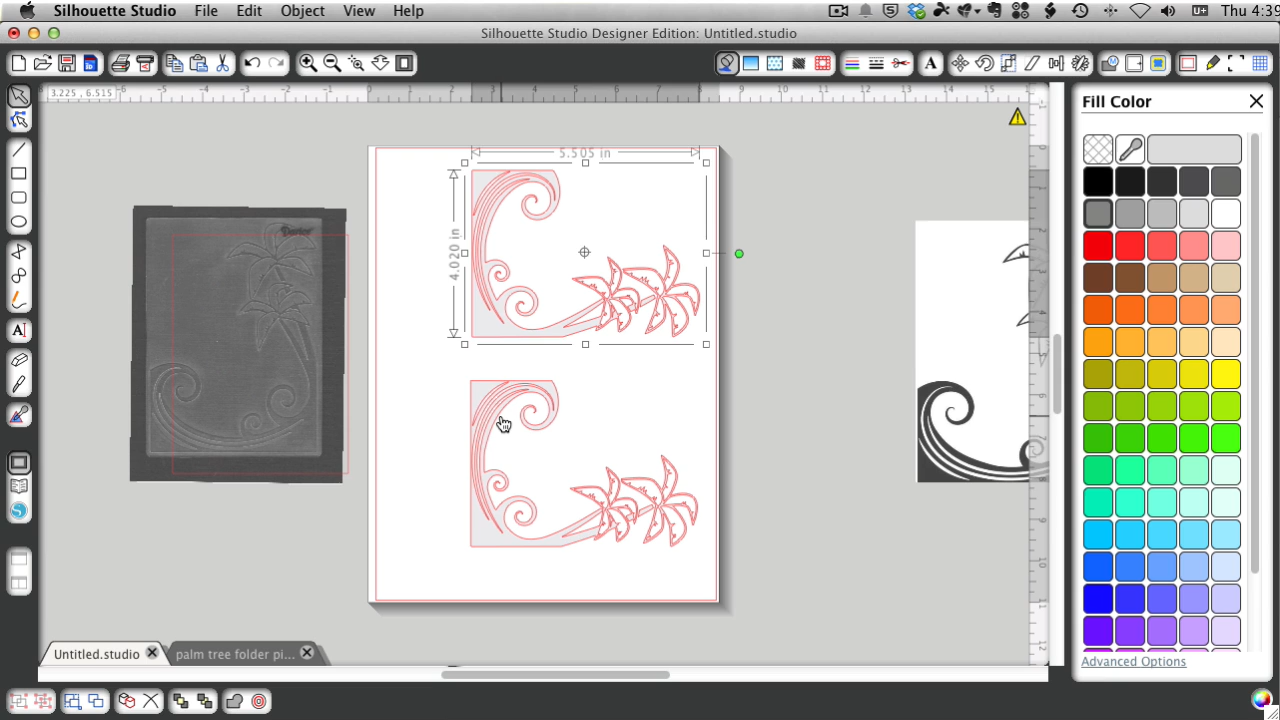 Silhouette Studio File Edit Object View Help Thu 4:39
Silhouette Studio Designer Edition: Untitled.studio
3.225 , 6.515
5.505 in
4.020 in
Fill Color
Advanced Options
Untitled.studio
palm tree folder pi...